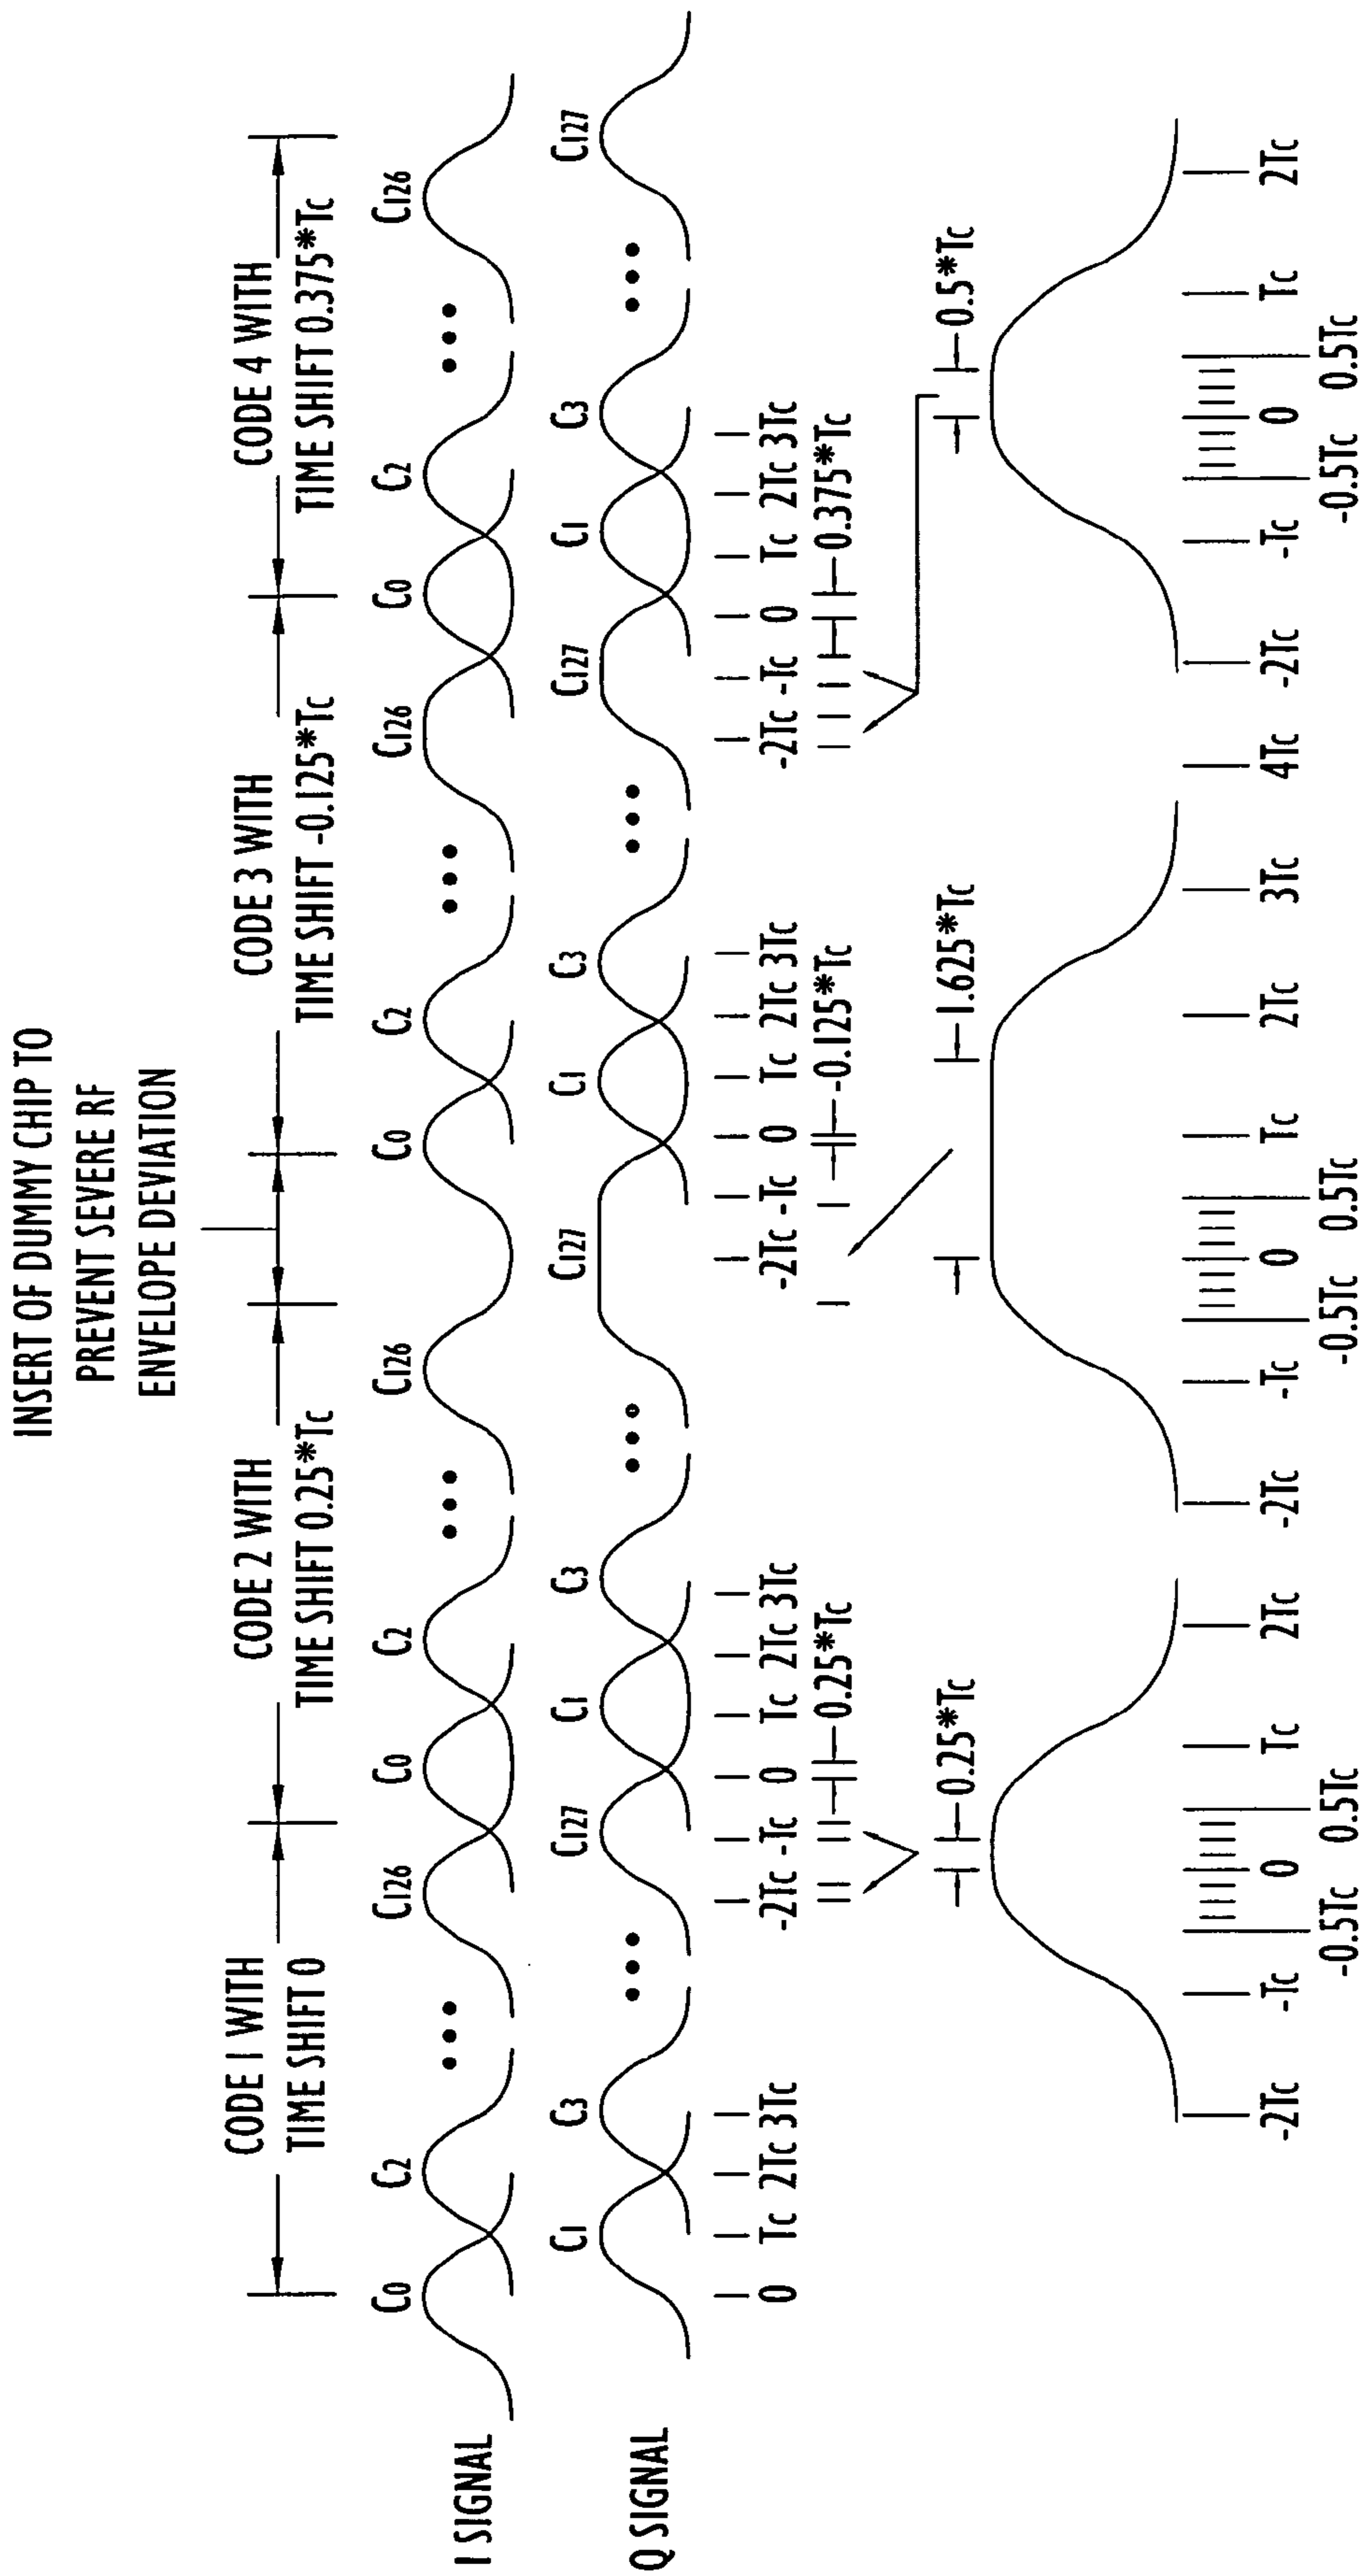 INSERT OF DUMMY CHIP TO
PREVENT SEVERE RF
ENVELOPE DEVIATION
CODE 1 WITH
TIME SHIFT 0
CODE 2 WITH
TIME SHIFT 0.25*Tc
CODE 3 WITH
TIME SHIFT -0.125*Tc
CODE 4 WITH
TIME SHIFT 0.375*Tc
I SIGNAL
C0 C2 ••• C126 C0 C2 ••• C126 C0 C2 ••• C126 C0 C2 ••• C126
Q SIGNAL
C1 C3 ••• C127 C1 C3 ••• C127 C1 C3 ••• C127 C1 C3 ••• C127
0 Tc 2Tc 3Tc -2Tc -Tc 0 Tc 2Tc 3Tc -2Tc -Tc 0 Tc 2Tc 3Tc -2Tc -Tc 0 Tc 2Tc 3Tc
0.25*Tc -0.125*Tc 0.375*Tc
0.25*Tc 1.625*Tc 0.5*Tc
-2Tc -Tc 0 Tc 2Tc -2Tc -Tc 0 Tc 2Tc 3Tc 4Tc -2Tc -Tc 0 Tc 2Tc
-0.5Tc 0.5Tc -0.5Tc 0.5Tc -0.5Tc 0.5Tc